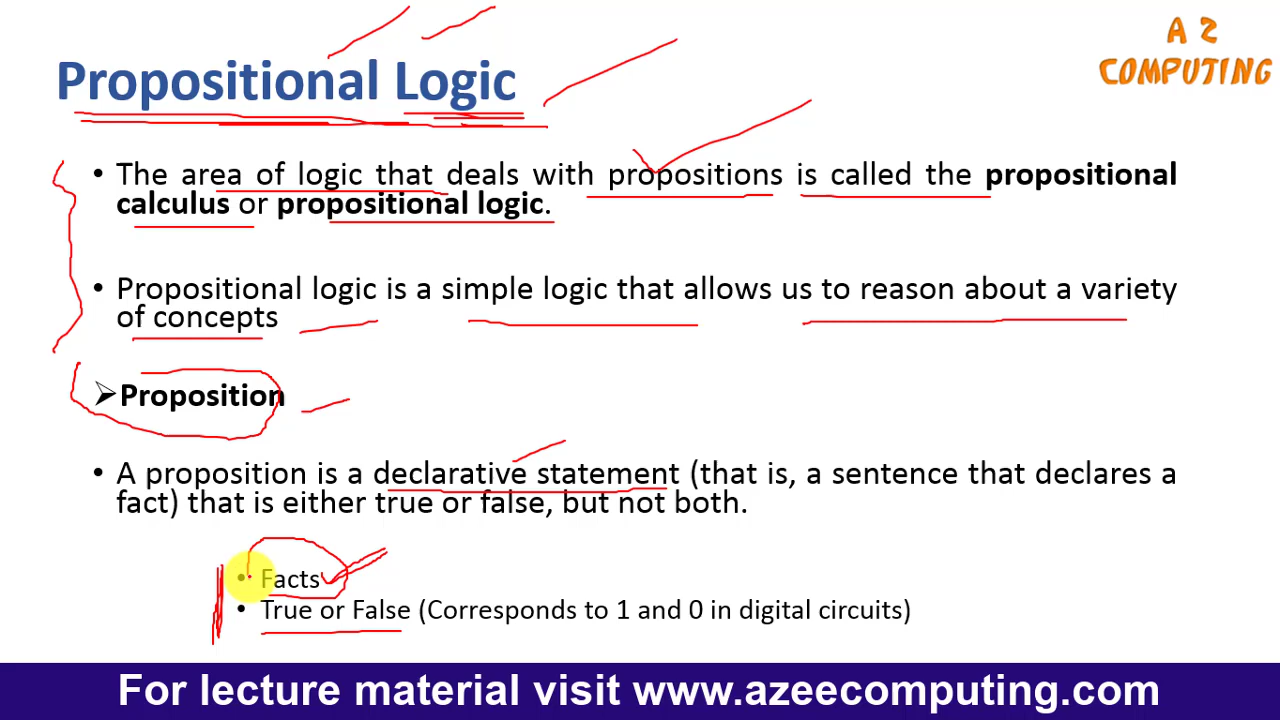 A Z
COMPUTING
Propositional Logic
• The area of logic that deals with propositions is called the propositional
calculus or propositional logic.
• Propositional logic is a simple logic that allows us to reason about a variety
of concepts
➢Proposition
• A proposition is a declarative statement (that is, a sentence that declares a
fact) that is either true or false, but not both.
• Facts
• True or False (Corresponds to 1 and 0 in digital circuits)
For lecture material visit www.azeecomputing.com